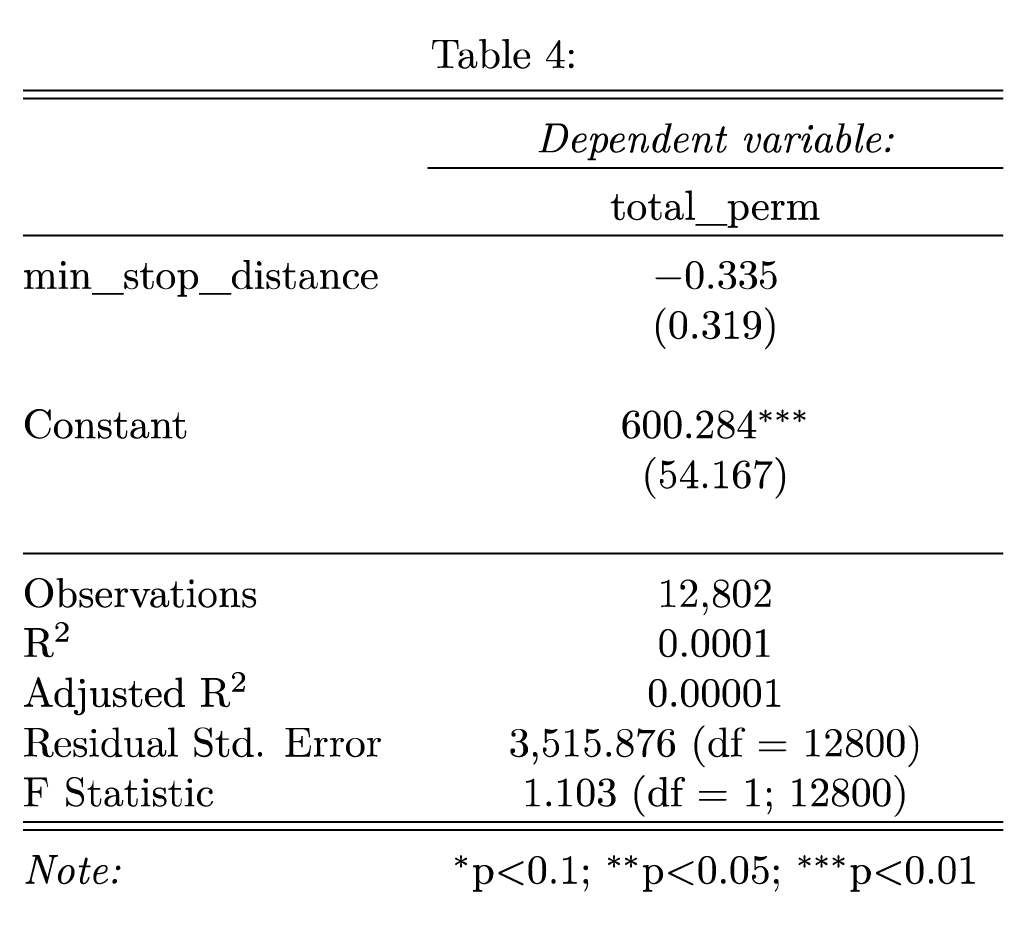 Table 4:
Dependent variable:
total_perm
min_stop_distance −0.335
(0.319)
Constant 600.284***
(54.167)
Observations 12,802
R² 0.0001
Adjusted R² 0.00001
Residual Std. Error 3,515.876 (df = 12800)
F Statistic 1.103 (df = 1; 12800)
Note: *p<0.1; **p<0.05; ***p<0.01